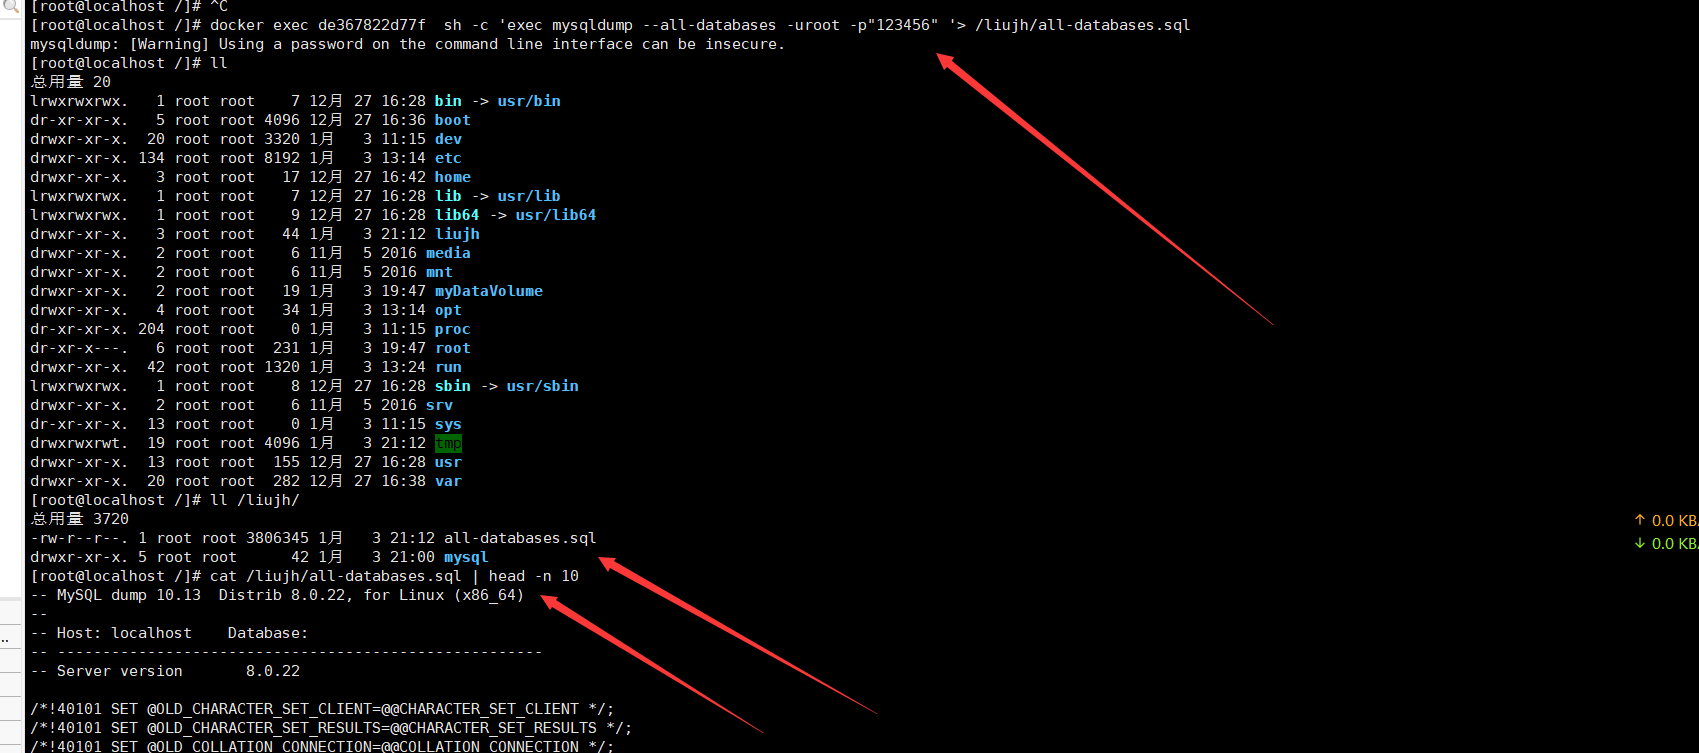 [root@localhost /]# ^C
[root@localhost /]# docker exec de367822d77f  sh -c 'exec mysqldump --all-databases -uroot -p"123456" '> /liujh/all-databases.sql
mysqldump: [Warning] Using a password on the command line interface can be insecure.
[root@localhost /]# ll
总用量 20
lrwxrwxrwx.   1 root root    7 12月 27 16:28 bin -> usr/bin
dr-xr-xr-x.   5 root root 4096 12月 27 16:36 boot
drwxr-xr-x.  20 root root 3320 1月   3 11:15 dev
drwxr-xr-x. 134 root root 8192 1月   3 13:14 etc
drwxr-xr-x.   3 root root   17 12月 27 16:42 home
lrwxrwxrwx.   1 root root    7 12月 27 16:28 lib -> usr/lib
lrwxrwxrwx.   1 root root    9 12月 27 16:28 lib64 -> usr/lib64
drwxr-xr-x.   3 root root   44 1月   3 21:12 liujh
drwxr-xr-x.   2 root root    6 11月  5 2016 media
drwxr-xr-x.   2 root root    6 11月  5 2016 mnt
drwxr-xr-x.   2 root root   19 1月   3 19:47 myDataVolume
drwxr-xr-x.   4 root root   34 1月   3 13:14 opt
dr-xr-xr-x. 204 root root    0 1月   3 11:15 proc
dr-xr-x---.   6 root root  231 1月   3 19:47 root
drwxr-xr-x.  42 root root 1320 1月   3 13:24 run
lrwxrwxrwx.   1 root root    8 12月 27 16:28 sbin -> usr/sbin
drwxr-xr-x.   2 root root    6 11月  5 2016 srv
dr-xr-xr-x.  13 root root    0 1月   3 11:15 sys
drwxrwxrwt.  19 root root 4096 1月   3 21:12 tmp
drwxr-xr-x.  13 root root  155 12月 27 16:28 usr
drwxr-xr-x.  20 root root  282 12月 27 16:38 var
[root@localhost /]# ll /liujh/
总用量 3720
-rw-r--r--. 1 root root 3806345 1月   3 21:12 all-databases.sql
drwxr-xr-x. 5 root root      42 1月   3 21:00 mysql
[root@localhost /]# cat /liujh/all-databases.sql | head -n 10
-- MySQL dump 10.13  Distrib 8.0.22, for Linux (x86_64)
--
-- Host: localhost    Database:
-- ------------------------------------------------------
-- Server version       8.0.22
/*!40101 SET @OLD_CHARACTER_SET_CLIENT=@@CHARACTER_SET_CLIENT */;
/*!40101 SET @OLD_CHARACTER_SET_RESULTS=@@CHARACTER_SET_RESULTS */;
/*!40101 SET @OLD_COLLATION_CONNECTION=@@COLLATION_CONNECTION */;
↑ 0.0 KB
↓ 0.0 KB